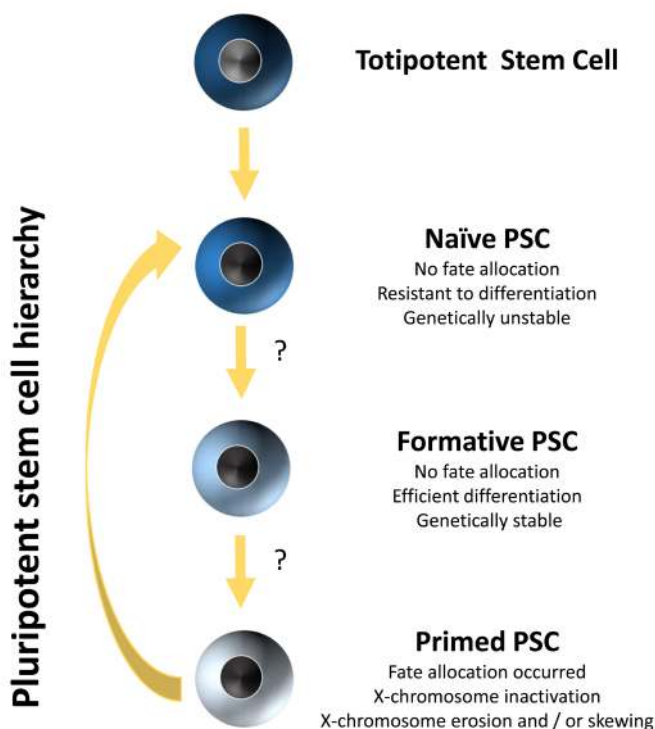 Pluripotent stem cell hierarchy
Totipotent Stem Cell
Naïve PSC
No fate allocation
Resistant to differentiation
Genetically unstable
?
Formative PSC
No fate allocation
Efficient differentiation
Genetically stable
?
Primed PSC
Fate allocation occurred
X-chromosome inactivation
X-chromosome erosion and / or skewing